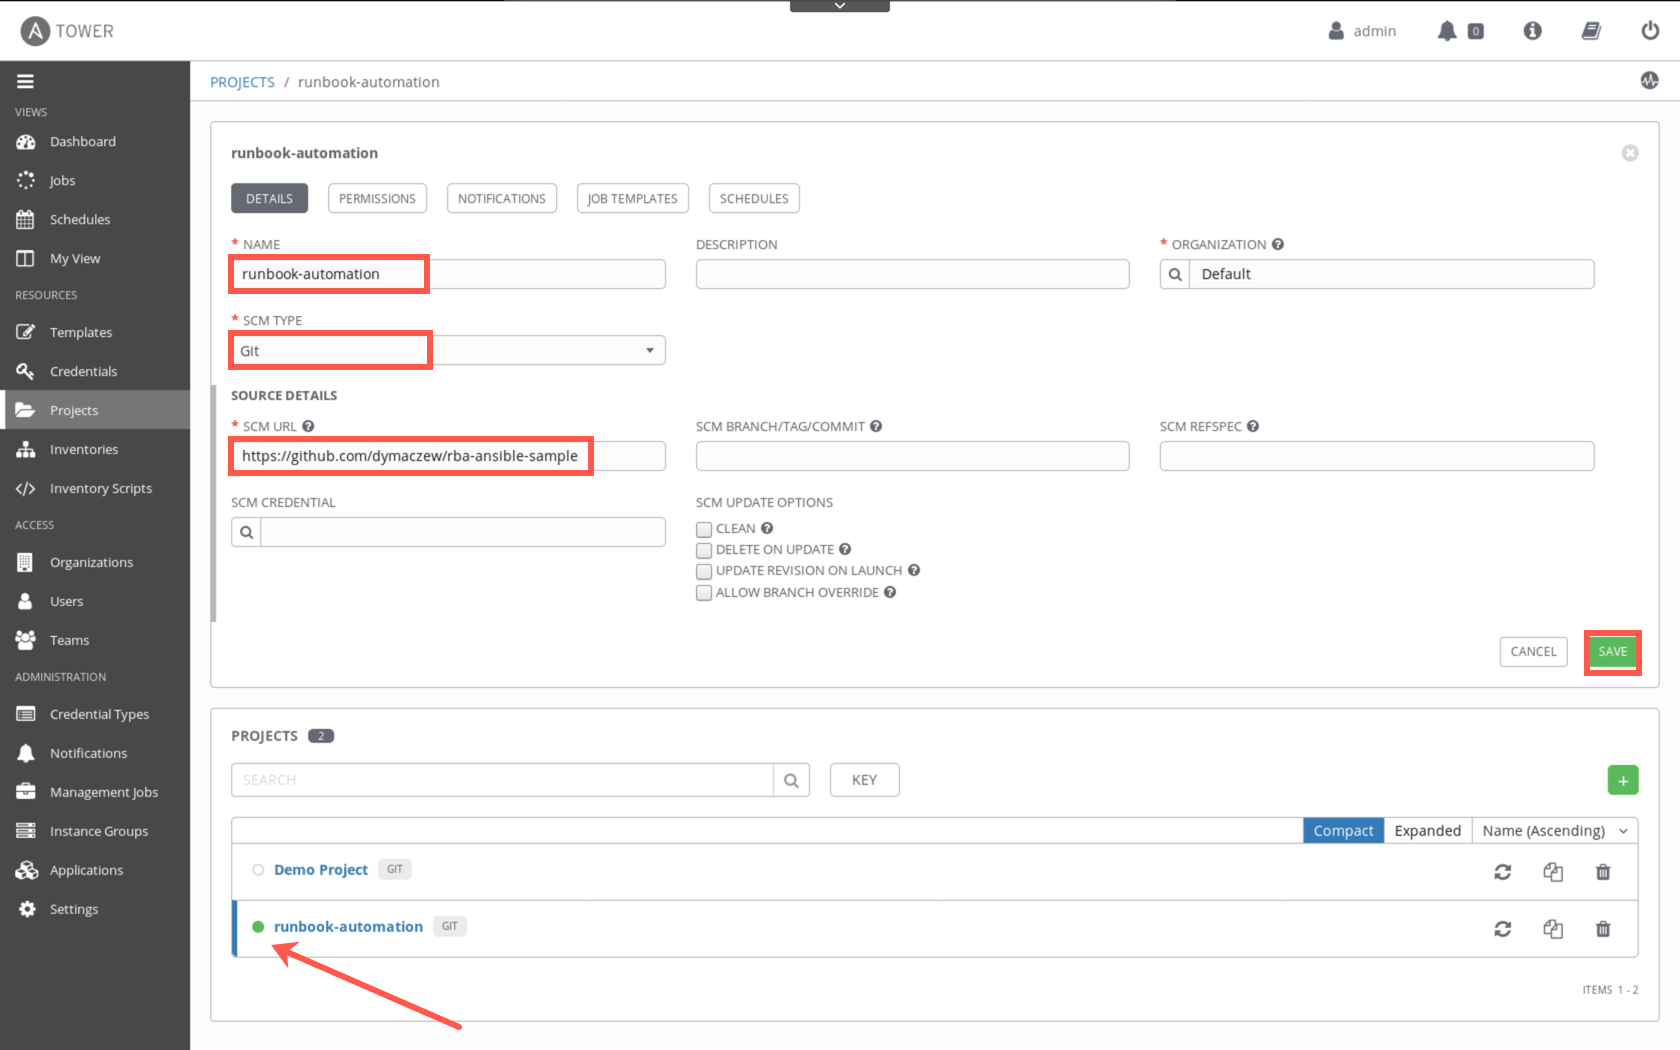 A TOWER
admin
0
PROJECTS / runbook-automation
VIEWS
Dashboard
Jobs
Schedules
My View
RESOURCES
Templates
Credentials
Projects
Inventories
Inventory Scripts
ACCESS
Organizations
Users
Teams
ADMINISTRATION
Credential Types
Notifications
Management Jobs
Instance Groups
Applications
Settings
runbook-automation
DETAILS PERMISSIONS NOTIFICATIONS JOB TEMPLATES SCHEDULES
* NAME DESCRIPTION * ORGANIZATION ?
runbook-automation Default
* SCM TYPE
Git
SOURCE DETAILS
* SCM URL ? SCM BRANCH/TAG/COMMIT ? SCM REFSPEC ?
https://github.com/dymaczew/rba-ansible-sample
SCM CREDENTIAL SCM UPDATE OPTIONS
CLEAN ?
DELETE ON UPDATE ?
UPDATE REVISION ON LAUNCH ?
ALLOW BRANCH OVERRIDE ?
CANCEL SAVE
PROJECTS 2
SEARCH KEY +
Compact Expanded Name (Ascending)
Demo Project GIT
runbook-automation GIT
ITEMS 1 - 2